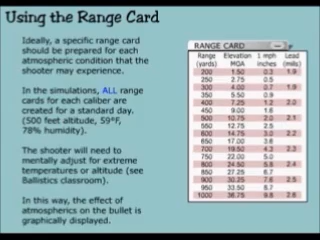 Using the Range Card
Ideally, a specific range card
should be prepared for each
atmospheric condition that the
shooter may experience.
In the simulations, ALL range
cards for each caliber are
created for a standard day.
(500 feet altitude, 59°F,
78% humidity).
The shooter will need to
mentally adjust for extreme
temperatures or altitude (see
Ballistics classroom).
In this way, the effect of
atmospherics on the bullet is
graphically displayed.
RANGE CARD
Range Elevation 1 mph Lead
(yards) MOA inches (mils)
200 1.50 0.3 1.9
250 2.75 0.5
300 4.00 0.7 1.9
350 5.50 0.9
400 7.25 1.2 2.0
450 9.00 1.6
500 10.75 2.0 2.1
550 12.75 2.5
600 14.75 3.0 2.2
650 17.00 3.8
700 19.50 4.3 2.3
750 22.00 5.0
800 24.50 5.8 2.4
850 27.25 6.7
900 30.25 7.6 2.5
950 33.50 8.7
1000 36.75 9.8 2.6